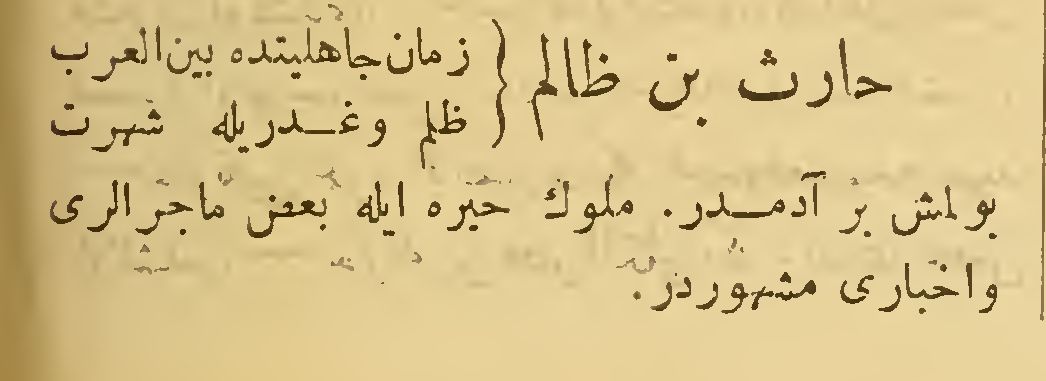 حارث بن ظالم } زمان جاهلیتده بین‌العرب
ظلم وغدریله شهرت
بولمش بر آدمدر. ملوك حیره ایله بعض ماجرالری
واخباری مشهوردر.